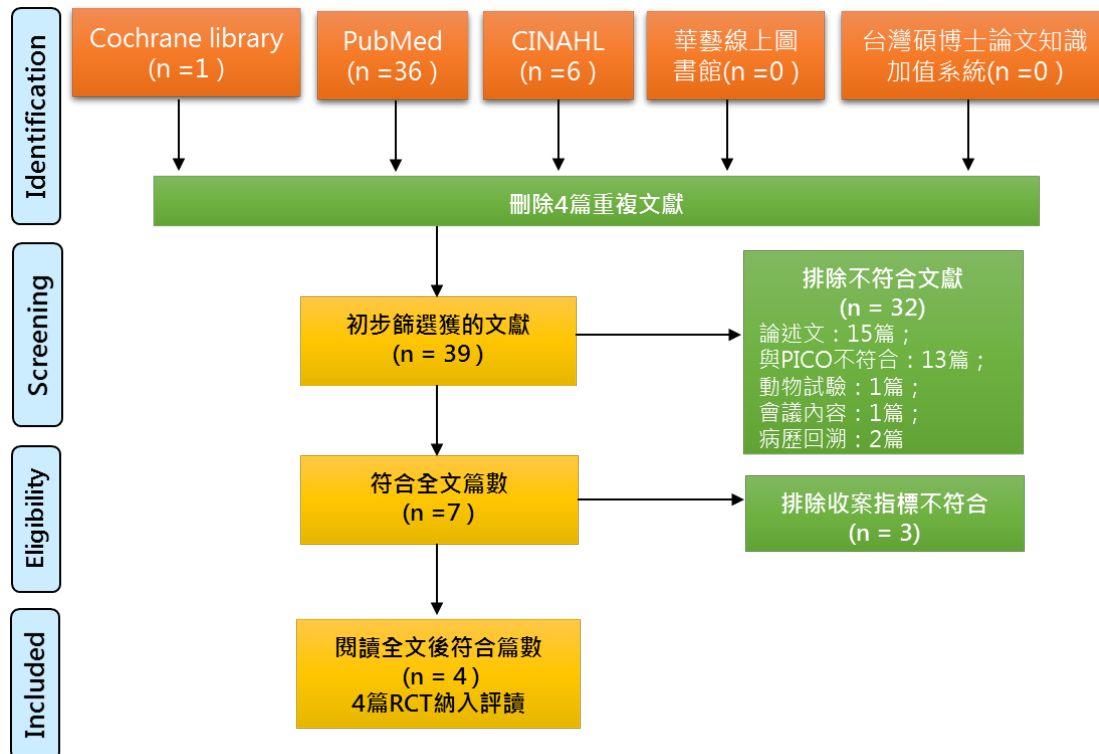 Identification
Cochrane library
(n =1 )
PubMed
(n =36 )
CINAHL
(n =6 )
華藝線上圖
書館(n =0 )
台灣碩博士論文知識
加值系統(n =0 )
刪除4篇重複文獻
Screening
初步篩選獲的文獻
(n = 39 )
排除不符合文獻
(n = 32)
論述文：15篇；
與PICO不符合：13篇；
動物試驗：1篇；
會議內容：1篇；
病歷回溯：2篇
Eligibility
符合全文篇數
(n =7 )
排除收案指標不符合
(n = 3)
Included
閱讀全文後符合篇數
(n = 4 )
4篇RCT納入評讀